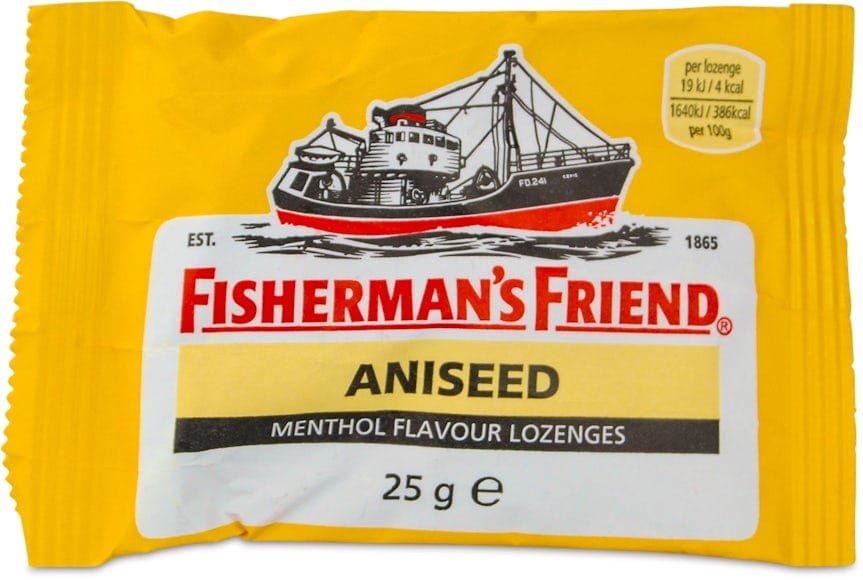 per lozenge
19 kJ / 4 kcal
1640kJ / 386kcal
per 100g
FD.241
EST. 1865
FISHERMAN'S FRIEND®
ANISEED
MENTHOL FLAVOUR LOZENGES
25 g ℮